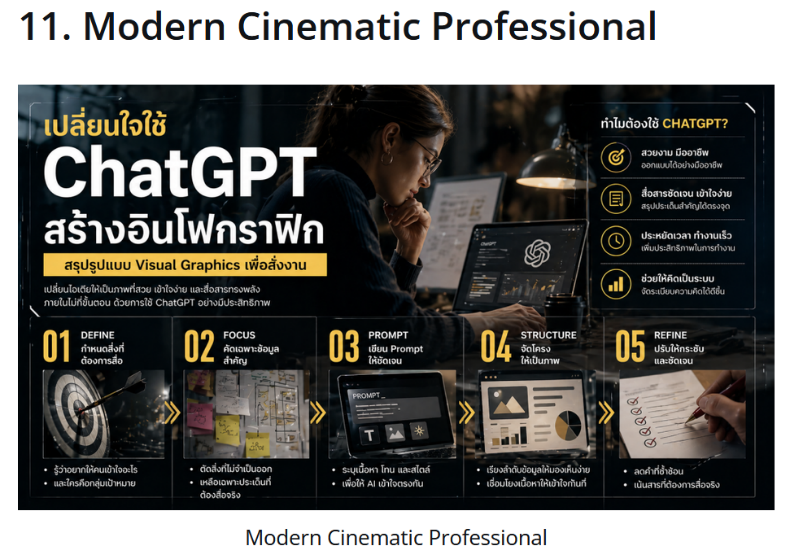 11. Modern Cinematic Professional
เปลี่ยนใจใช้
ChatGPT
สร้างอินโฟกราฟิก
สรุปรูปแบบ Visual Graphics เพื่อสั่งงาน
เปลี่ยนไอเดียให้เป็นภาพที่สวย เข้าใจง่าย และสื่อสารทรงพลัง
ภายในไม่กี่ขั้นตอน ด้วยการใช้ ChatGPT อย่างมีประสิทธิภาพ
ทำไมต้องใช้ CHATGPT?
สวยงาม มืออาชีพ
ออกแบบได้อย่างมืออาชีพ
สื่อสารชัดเจน เข้าใจง่าย
สรุปประเด็นสำคัญได้ตรงจุด
ประหยัดเวลา ทำงานเร็ว
เพิ่มประสิทธิภาพในการทำงาน
ช่วยให้คิดเป็นระบบ
จัดระเบียบความคิดได้ดีขึ้น
ChatGPT
01 DEFINE
กำหนดสิ่งที่
ต้องการสื่อ
รู้ว่าอยากให้คนเข้าใจอะไร
และใครคือกลุ่มเป้าหมาย
02 FOCUS
คัดเฉพาะข้อมูล
สำคัญ
ตัดสิ่งที่ไม่จำเป็นออก
เหลือเฉพาะประเด็นที่
ต้องสื่อจริง
03 PROMPT
เขียน Prompt
ให้ชัดเจน
PROMPT_
T
ระบุเนื้อหา โทน และสไตล์
เพื่อให้ AI เข้าใจตรงกัน
04 STRUCTURE
จัดโครง
ให้เป็นภาพ
เรียงลำดับข้อมูลให้มองเห็นง่าย
เชื่อมโยงเนื้อหาให้เข้าใจทันที
05 REFINE
ปรับให้กระชับ
และชัดเจน
ลดคำที่ซ้ำซ้อน
เน้นสารที่ต้องการสื่อจริง
Modern Cinematic Professional